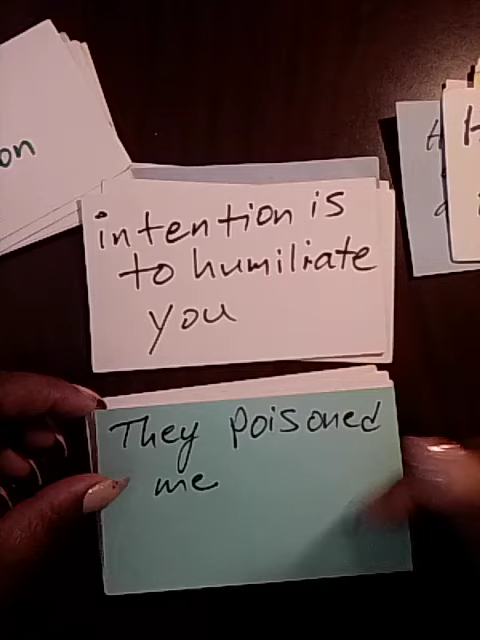 on
intention is
to humiliate
you
They poisoned
me